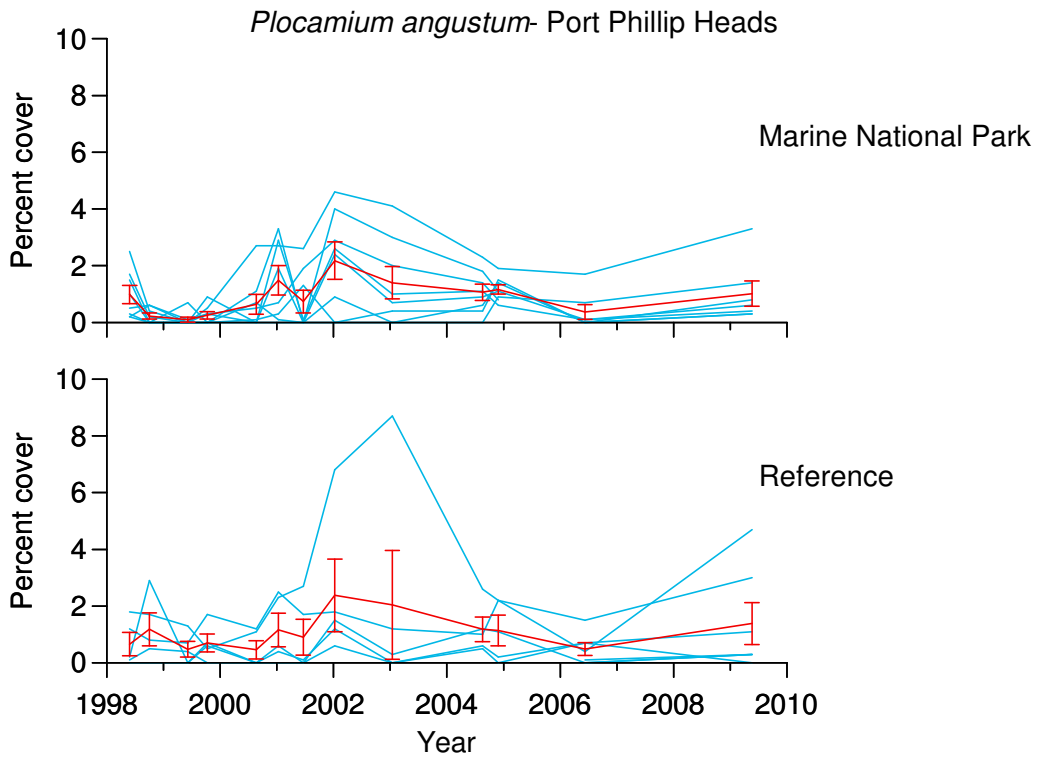 Plocamium angustum- Port Phillip Heads
10
8
6
4
2
0
Percent cover
Marine National Park
10
8
6
4
2
0
Percent cover
Reference
1998 2000 2002 2004 2006 2008 2010
Year